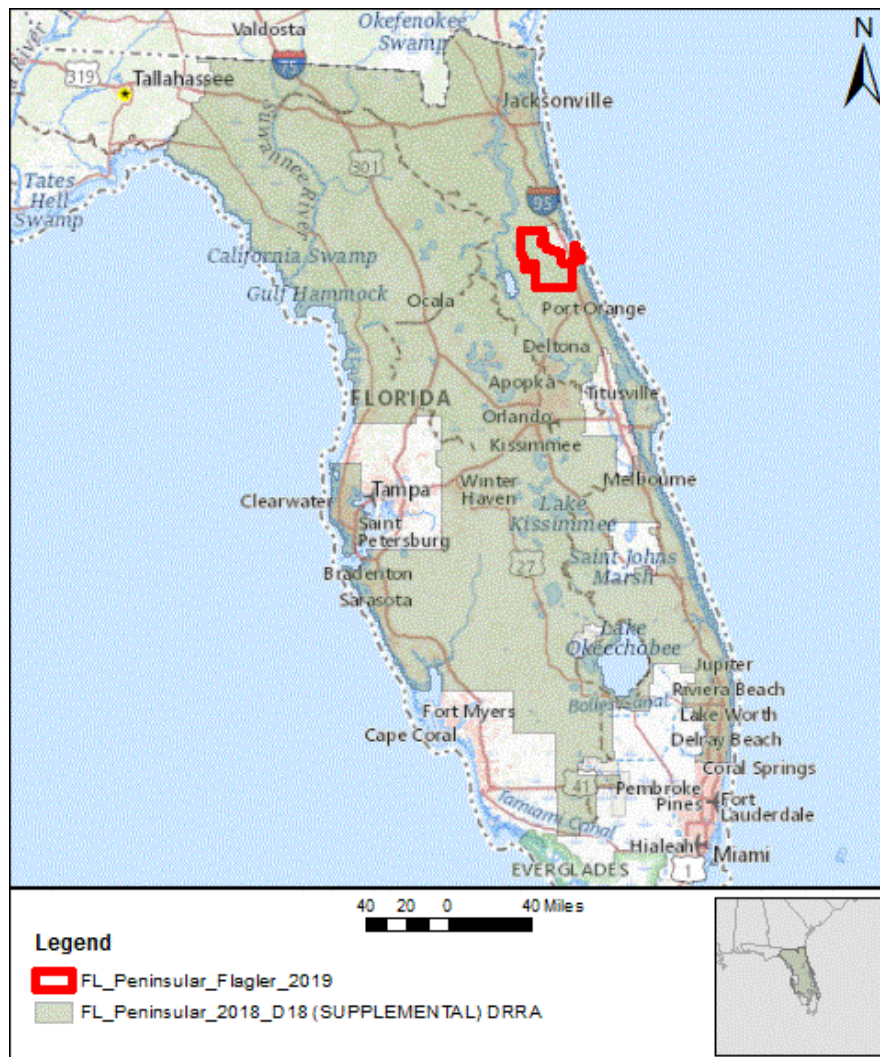 Okefenokee
Swamp
N
Valdosta
75
319
Tallahassee
Jacksonville
Suwannee River
301
Tates
Hell
Swamp
95
California Swamp
Gulf Hammock
Ocala
Port Orange
Deltona
Apopka
Titusville
FLORIDA
Orlando
Kissimmee
Melbourne
Clearwater
Tampa
Winter
Haven
Lake
Kissimmee
Saint
Petersburg
27
Saint Johns
Marsh
Bradenton
Sarasota
Lake
Okeechobee
Jupiter
Riviera Beach
Fort Myers
Bolles Canal
Lake Worth
Cape Coral
Delray Beach
Coral Springs
41
Pembroke
Pines
Fort
Lauderdale
Tamiami Canal
Hialeah
Miami
EVERGLADES
1
40 20 0 40 Miles
Legend
FL_Peninsular_Flagler_2019
FL_Peninsular_2018_D18 (SUPPLEMENTAL) DRRA